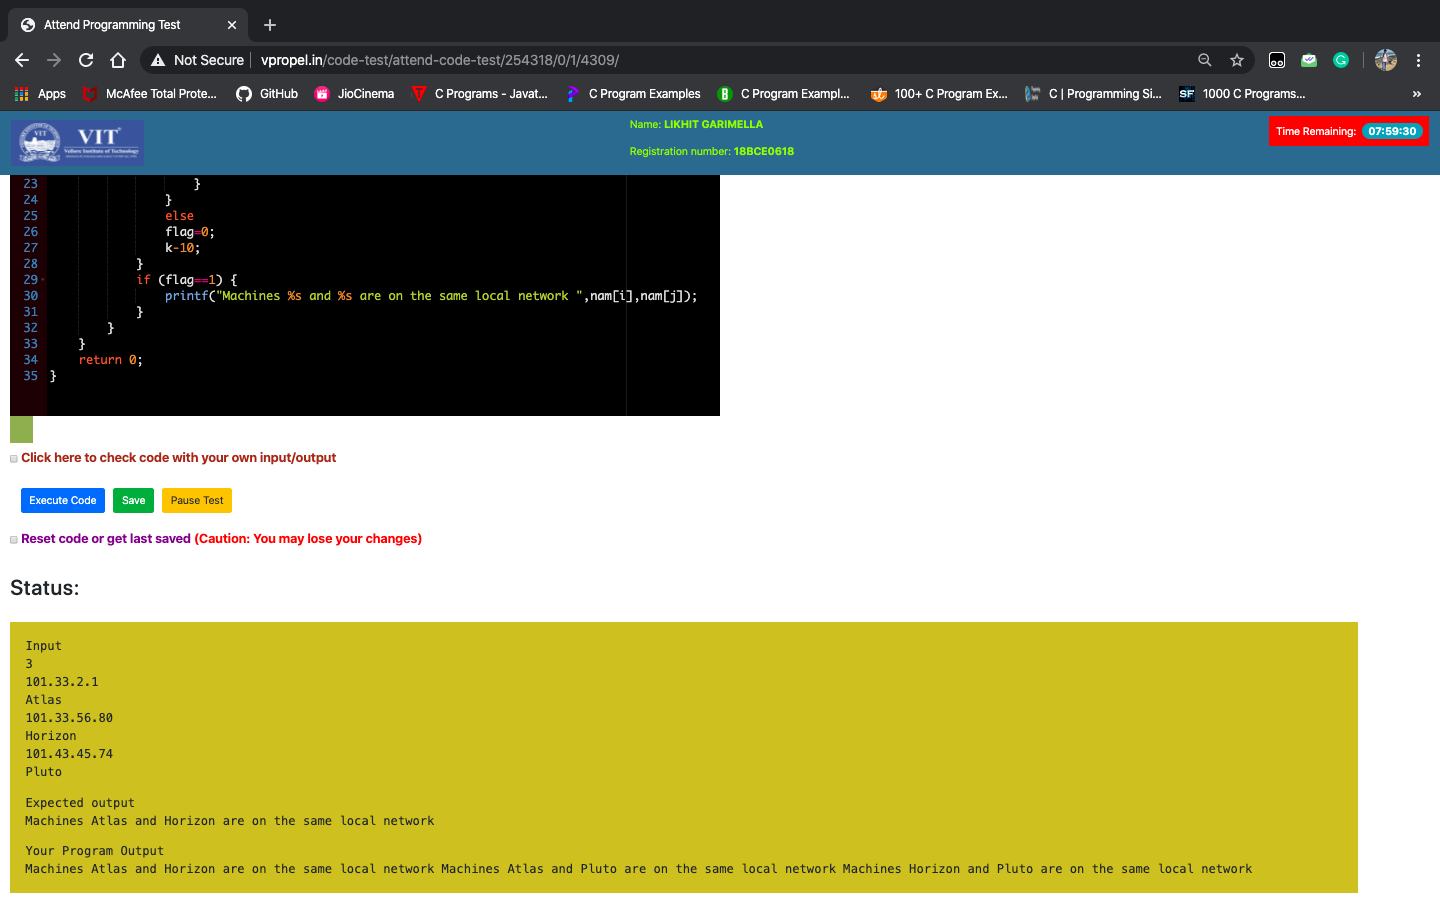 Attend Programming Test
Not Secure | vpropel.in/code-test/attend-code-test/254318/0/1/4309/
Apps McAfee Total Prote... GitHub JioCinema C Programs - Javat... C Program Examples C Program Exampl... 100+ C Program Ex... C | Programming Si... SF 1000 C Programs... »
VIT
Vellore Institute of Technology
Name: LIKHIT GARIMELLA
Registration number: 18BCE0618
Time Remaining: 07:59:30
23 }
24 }
25 else
26 flag=0;
27 k-10;
28 }
29 if (flag==1) {
30 printf("Machines %s and %s are on the same local network ",nam[i],nam[j]);
31 }
32 }
33 }
34 return 0;
35 }
Click here to check code with your own input/output
Execute Code Save Pause Test
Reset code or get last saved (Caution: You may lose your changes)
Status:
Input
3
101.33.2.1
Atlas
101.33.56.80
Horizon
101.43.45.74
Pluto
Expected output
Machines Atlas and Horizon are on the same local network
Your Program Output
Machines Atlas and Horizon are on the same local network Machines Atlas and Pluto are on the same local network Machines Horizon and Pluto are on the same local network